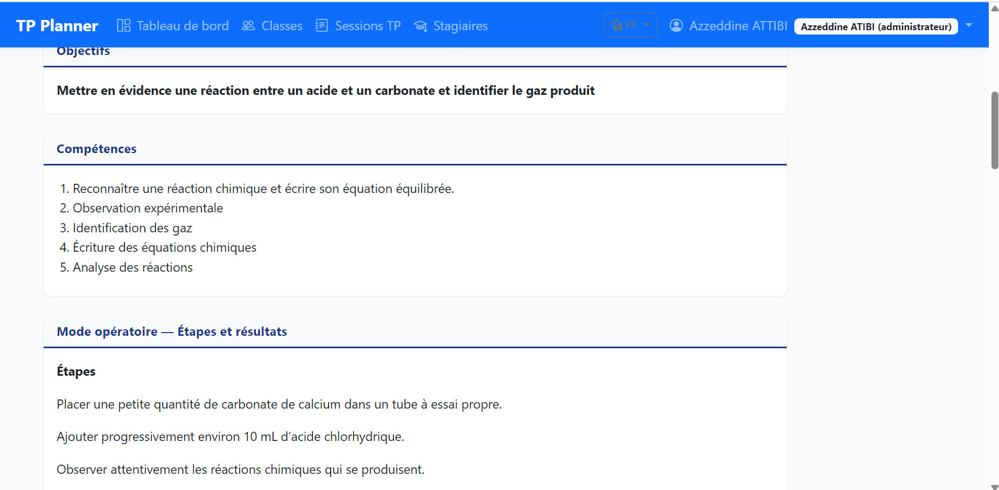 TP Planner Tableau de bord Classes Sessions TP Stagiaires FR Azzeddine ATTIBI Azzeddine ATIBI (administrateur)
Objectifs
Mettre en évidence une réaction entre un acide et un carbonate et identifier le gaz produit
Compétences
1. Reconnaître une réaction chimique et écrire son équation équilibrée.
2. Observation expérimentale
3. Identification des gaz
4. Écriture des équations chimiques
5. Analyse des réactions
Mode opératoire — Étapes et résultats
Étapes
Placer une petite quantité de carbonate de calcium dans un tube à essai propre.
Ajouter progressivement environ 10 mL d’acide chlorhydrique.
Observer attentivement les réactions chimiques qui se produisent.